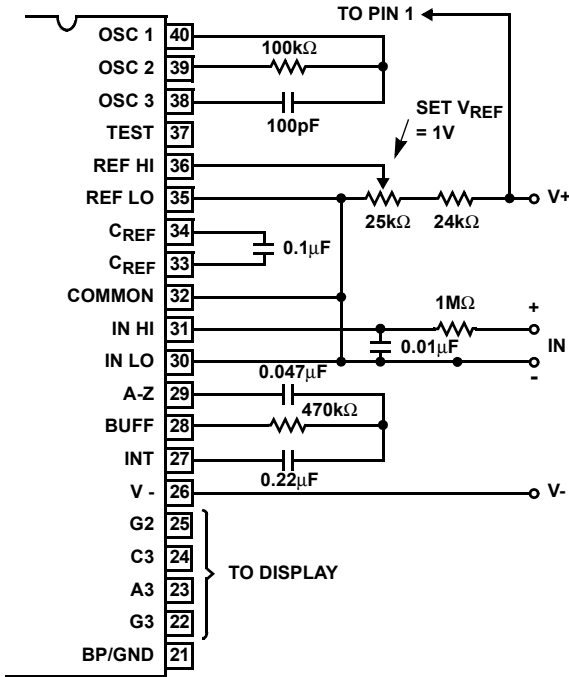 TO PIN 1
OSC 1 40
100kΩ
OSC 2 39
OSC 3 38
100pF
SET VREF
= 1V
TEST 37
REF HI 36
REF LO 35
V+
25kΩ 24kΩ
CREF 34
0.1µF
CREF 33
COMMON 32
1MΩ
+
IN HI 31
0.01µF IN
IN LO 30
-
0.047µF
A-Z 29
470kΩ
BUFF 28
INT 27
0.22µF
V - 26
V-
G2 25
C3 24
TO DISPLAY
A3 23
G3 22
BP/GND 21